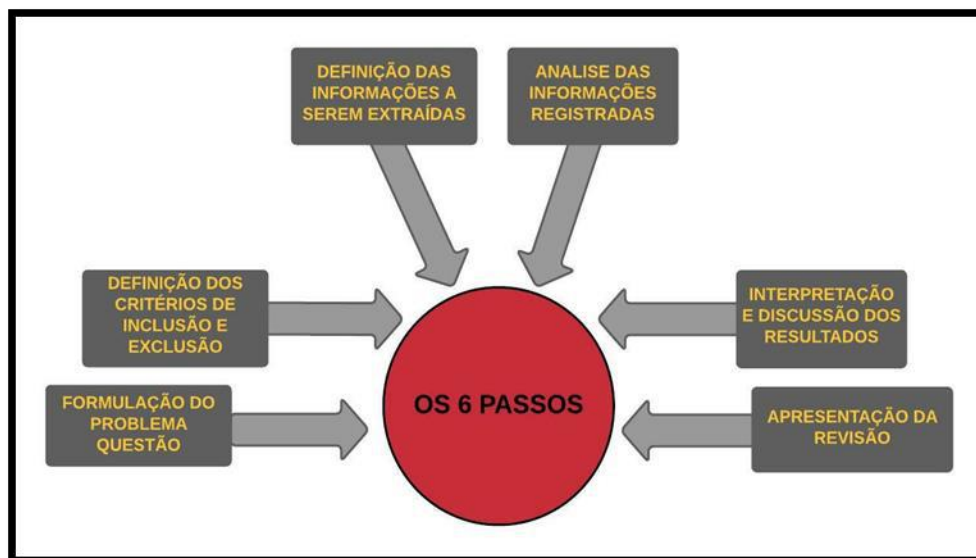 DEFINIÇÃO DAS
INFORMAÇÕES A
SEREM EXTRAÍDAS
ANALISE DAS
INFORMAÇÕES
REGISTRADAS
DEFINIÇÃO DOS
CRITÉRIOS DE
INCLUSÃO E
EXCLUSÃO
INTERPRETAÇÃO
E DISCUSSÃO DOS
RESULTADOS
FORMULAÇÃO DO
PROBLEMA
QUESTÃO
OS 6 PASSOS
APRESENTAÇÃO DA
REVISÃO